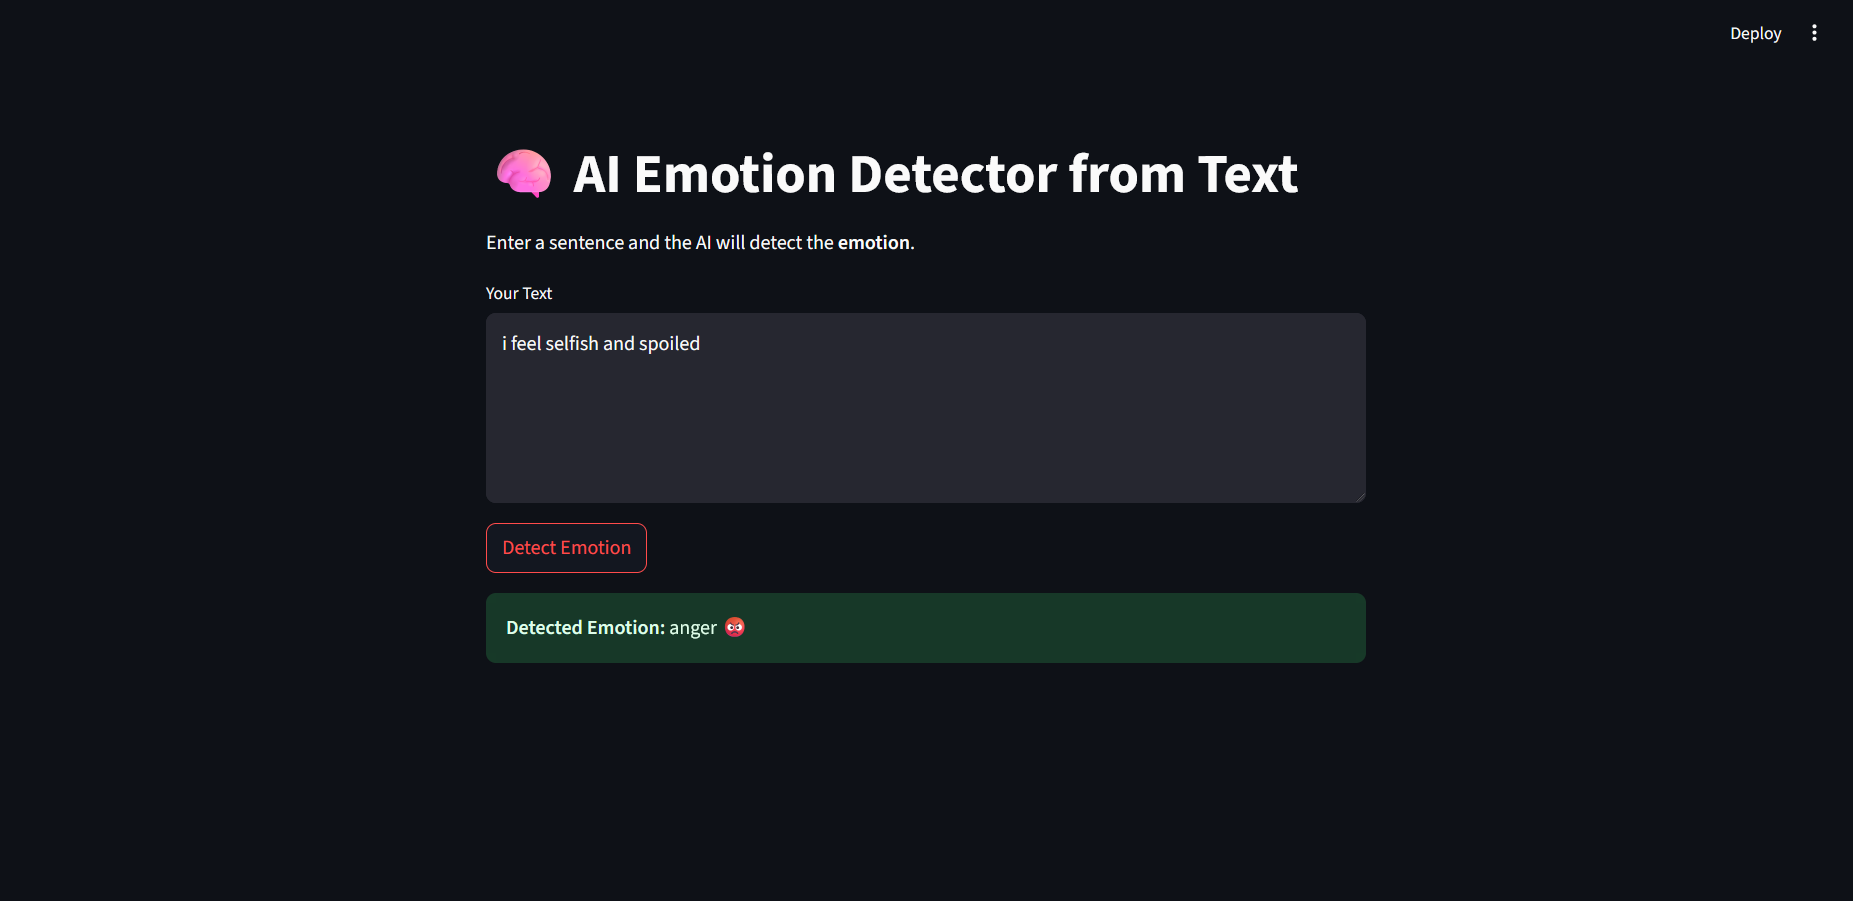 Deploy
🧠 AI Emotion Detector from Text
Enter a sentence and the AI will detect the emotion.
Your Text
i feel selfish and spoiled
Detect Emotion
Detected Emotion: anger 😡